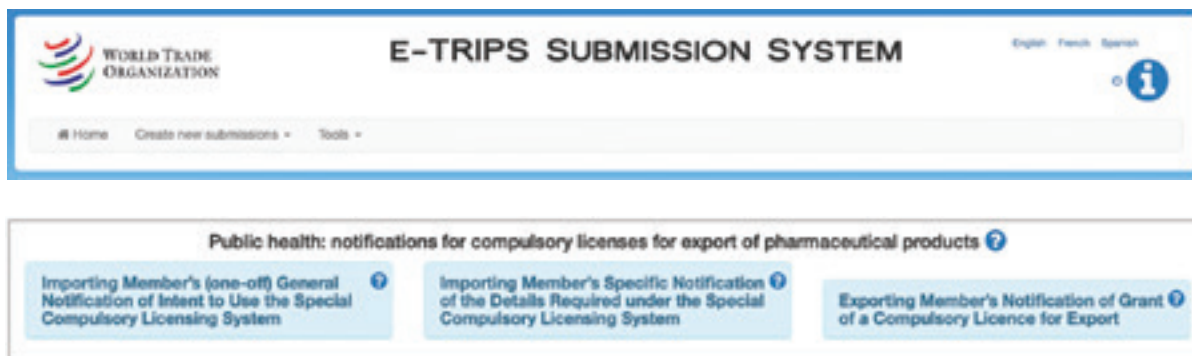 WORLD TRADE
ORGANIZATION
E-TRIPS SUBMISSION SYSTEM
English French Spanish
Home Create new submissions Tools
Public health: notifications for compulsory licenses for export of pharmaceutical products ?
Importing Member's (one-off) General ?
Notification of Intent to Use the Special
Compulsory Licensing System
Importing Member's Specific Notification ?
of the Details Required under the Special
Compulsory Licensing System
Exporting Member's Notification of Grant ?
of a Compulsory Licence for Export